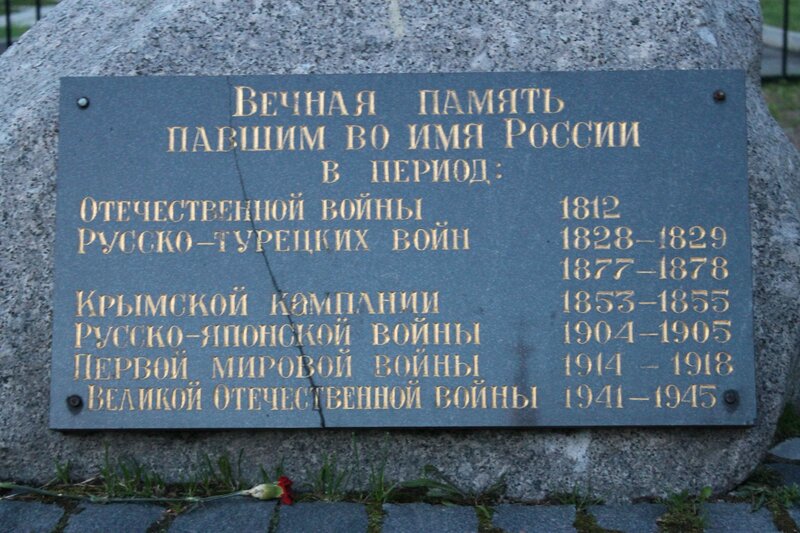 Вечная память
павшим во имя России
в период:
Отечественной войны 1812
Русско-турецких войн 1828-1829
1877-1878
Крымской кампании 1853-1855
Русско-японской войны 1904-1905
Первой мировой войны 1914 - 1918
Великой Отечественной войны 1941-1945